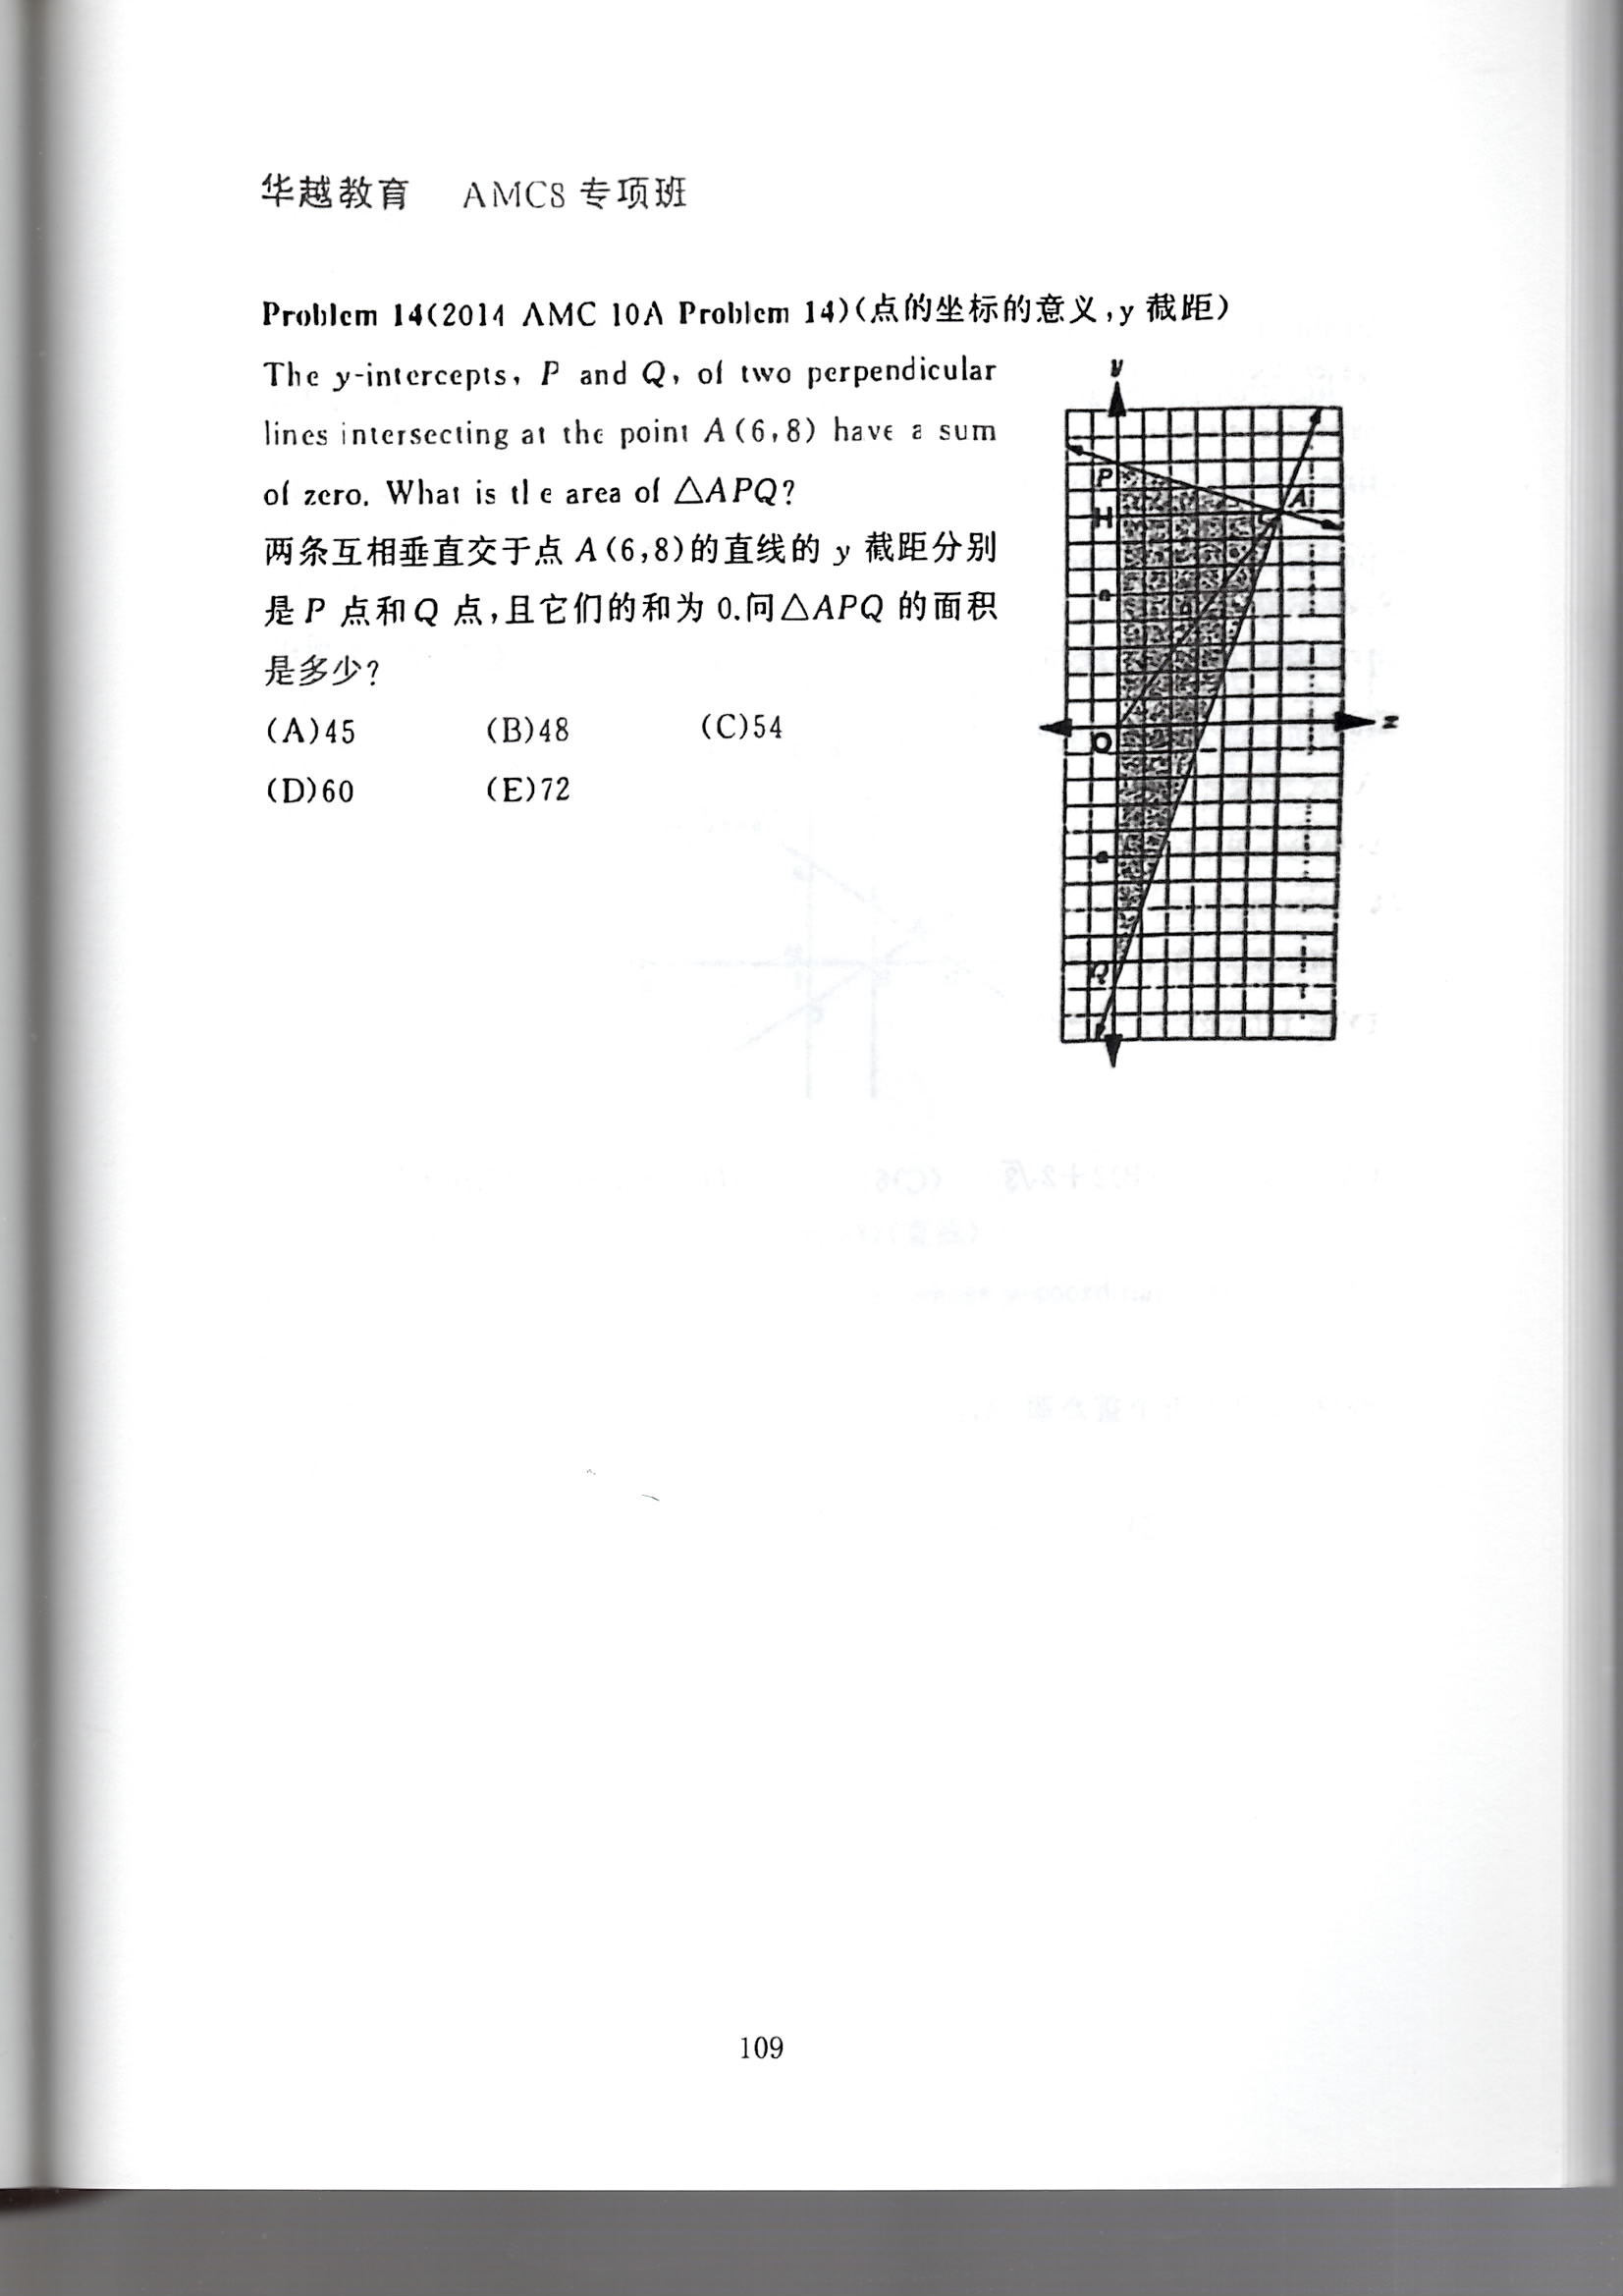 华越教育 AMC8 专项班
Problem 14(2014 AMC 10A Problem 14)(点的坐标的意义,y 截距)
The y-intercepts, P and Q, of two perpendicular
lines intersecting at the point A(6,8) have a sum
of zero. What is the area of △APQ?
两条互相垂直交于点 A(6,8)的直线的 y 截距分别
是 P 点和 Q 点,且它们的和为 0.问△APQ 的面积
是多少?
(A)45 (B)48 (C)54
(D)60 (E)72
y
P
A
H
a
a
O
x
a
Q
109